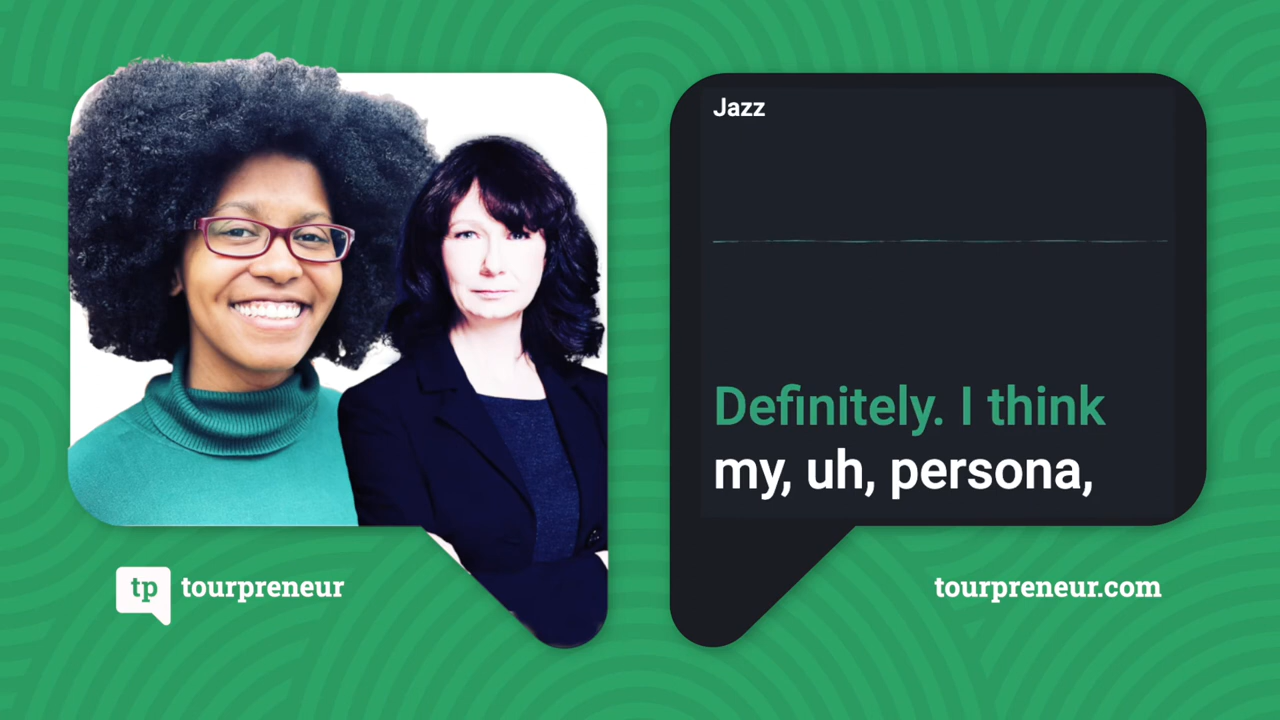 Jazz
Definitely. I think
my, uh, persona,
tp tourpreneur
tourpreneur.com